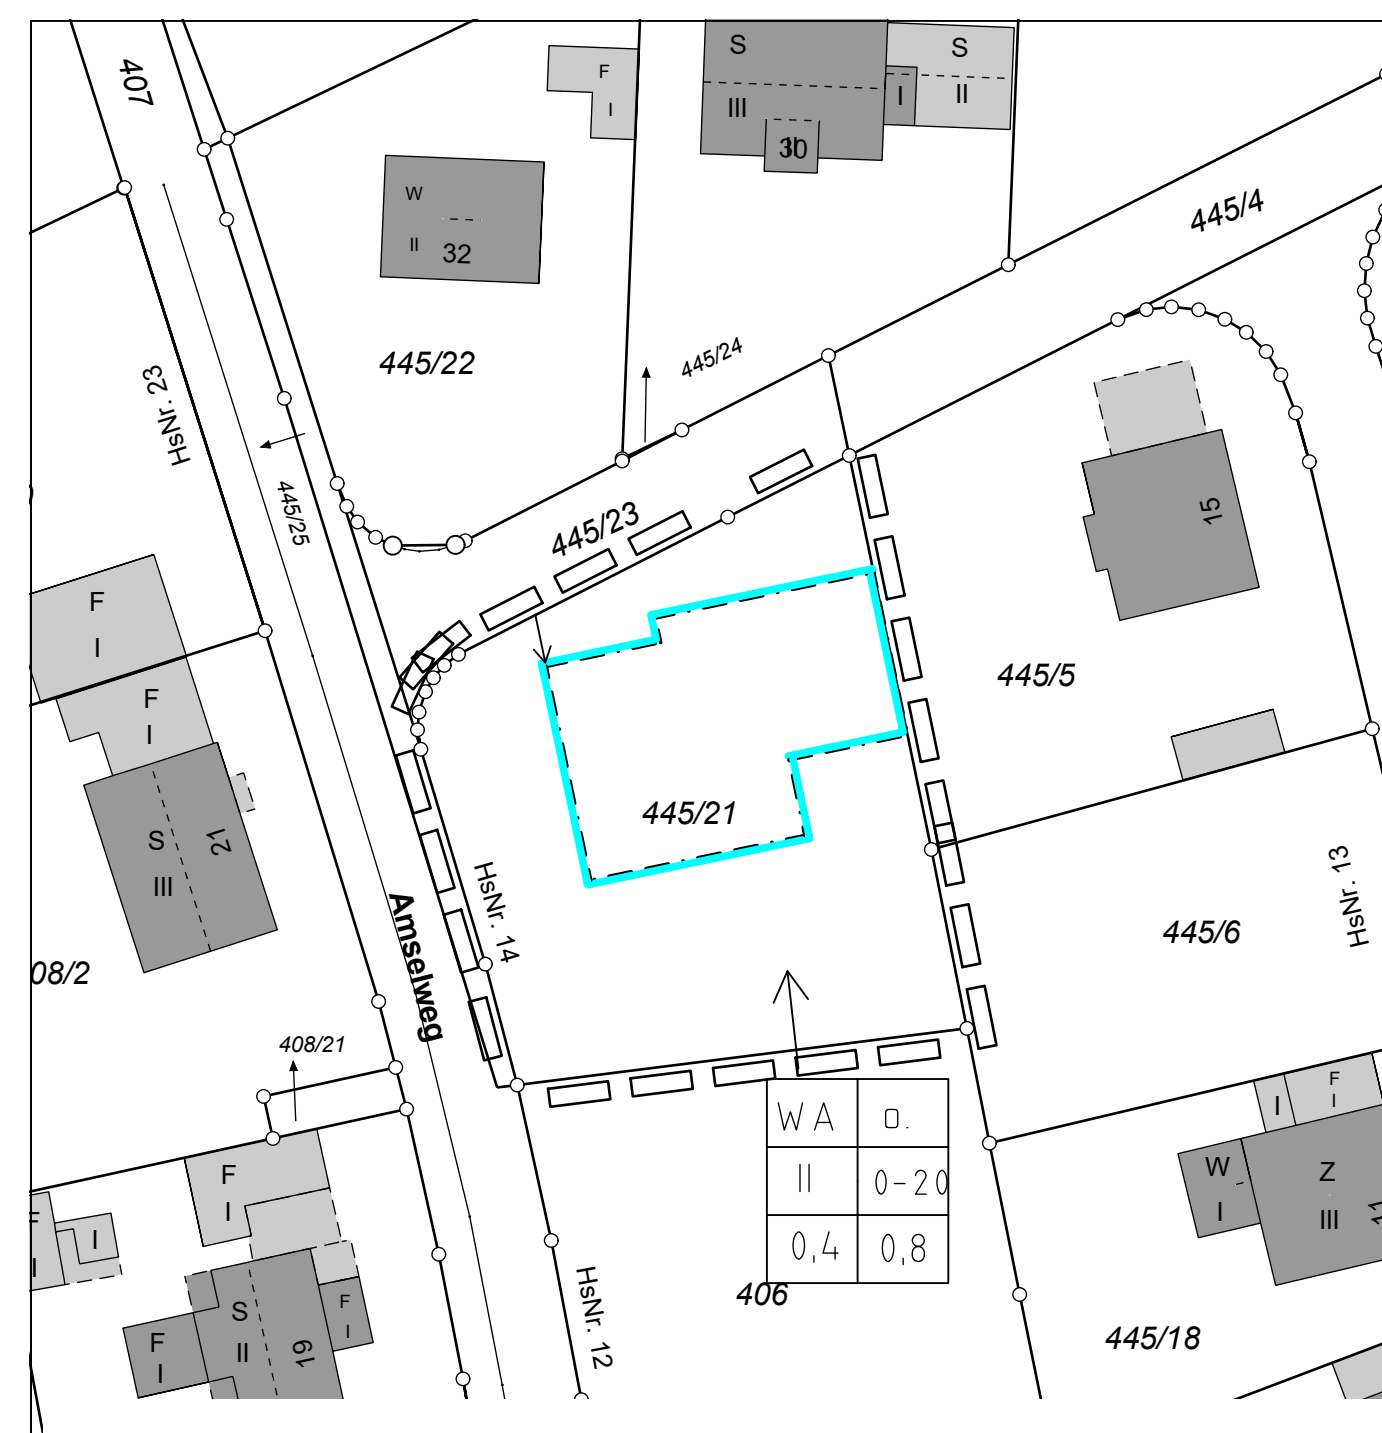 407
F
I
S
III
II
30
I
S
II
W
II
32
445/4
445/22
445/24
HsNr. 23
445/25
445/23
15
F
I
F
I
445/5
S
III
21
445/21
HsNr. 14
Amselweg
HsNr. 13
445/6
08/2
408/21
WA
o.
II
0-20
0,4
0,8
406
F
I
F
I
I
F
I
S
II
19
F
I
F
I
HsNr. 12
I
F
I
W
I
Z
III
11
445/18